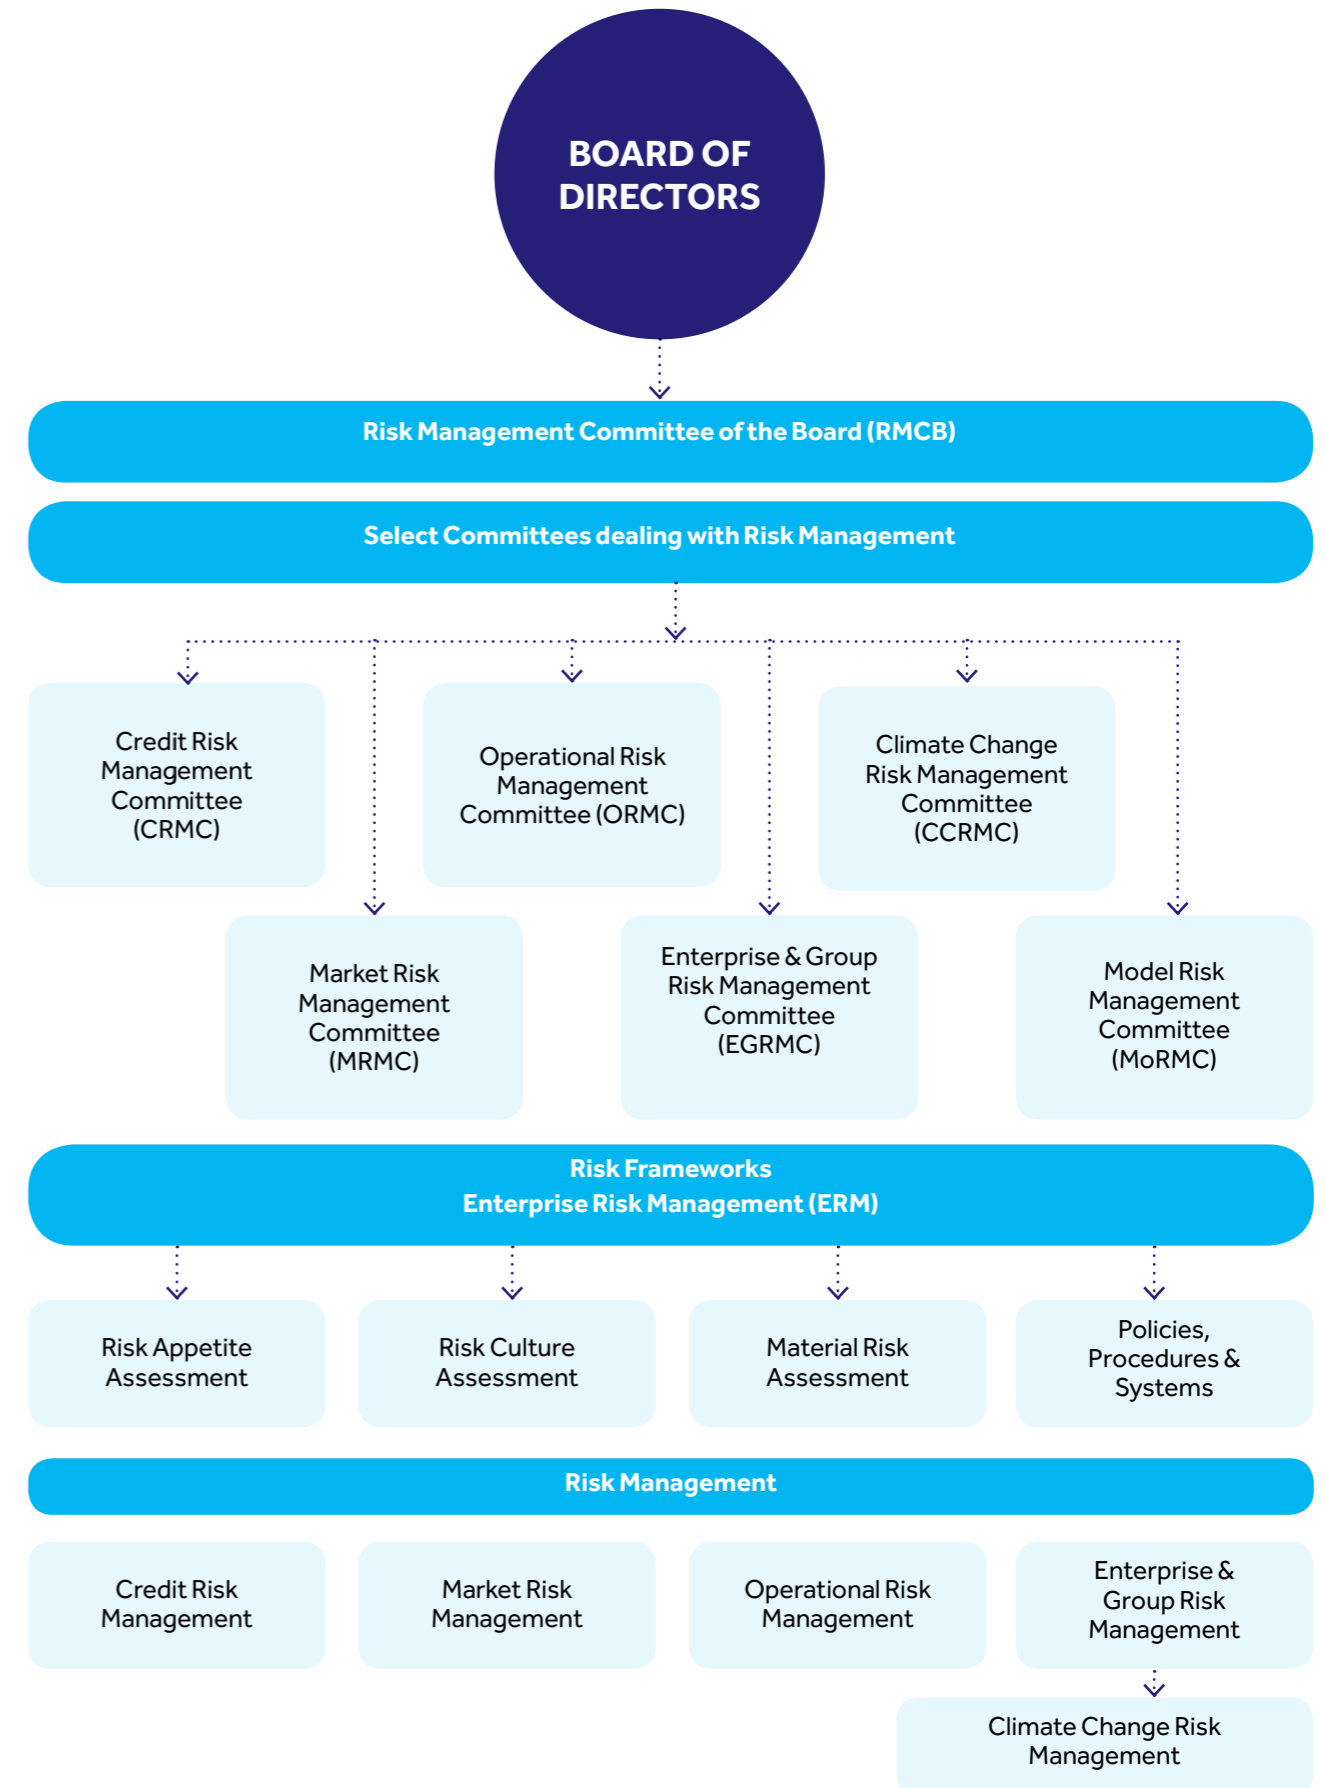 BOARD OF
DIRECTORS
Risk Management Committee of the Board (RMCB)
Select Committees dealing with Risk Management
Credit Risk
Management
Committee
(CRMC)
Operational Risk
Management
Committee (ORMC)
Climate Change
Risk Management
Committee
(CCRMC)
Market Risk
Management
Committee
(MRMC)
Enterprise & Group
Risk Management
Committee
(EGRMC)
Model Risk
Management
Committee
(MoRMC)
Risk Frameworks
Enterprise Risk Management (ERM)
Risk Appetite
Assessment
Risk Culture
Assessment
Material Risk
Assessment
Policies,
Procedures &
Systems
Risk Management
Credit Risk
Management
Market Risk
Management
Operational Risk
Management
Enterprise &
Group Risk
Management
Climate Change Risk
Management